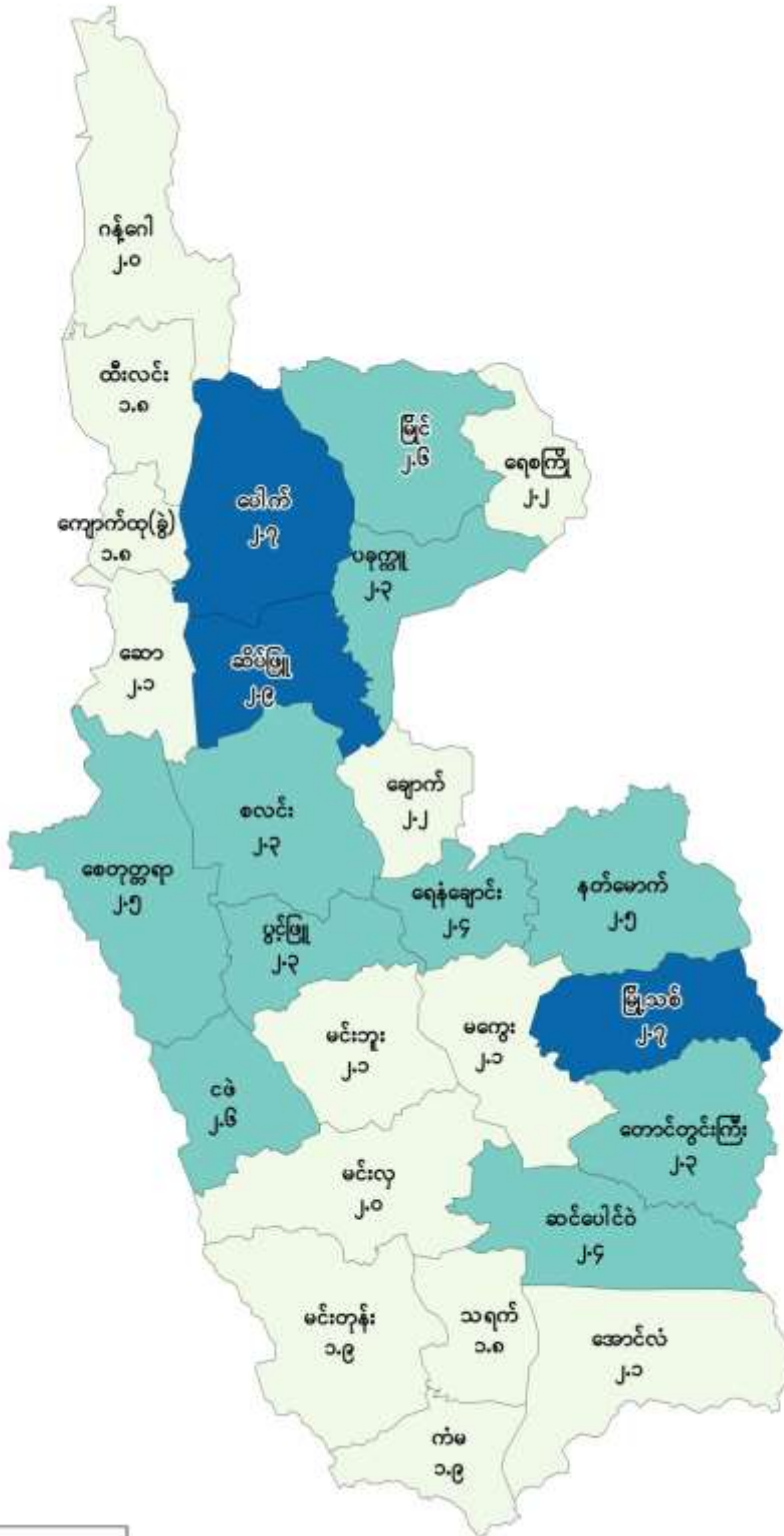 ဂန့်ဂေါ
၂.၀
ထီးလင်း
၁.၈
မြိုင်
၂.၆
ရေစကြို
၂.၂
ပေါက်
၂.၇
ကျောက်ထု(ခွဲ)
၁.၈
ပခုက္ကူ
၂.၃
ဆော
၂.၁
ဆိပ်ဖြူ
၂.၉
ချောက်
၂.၂
စလင်း
၂.၃
စေတုတ္တရာ
၂.၅
ရေနံချောင်း
၂.၄
နတ်မောက်
၂.၅
ပွင့်ဖြူ
၂.၃
မြို့သစ်
၂.၇
မင်းဘူး
၂.၁
မကွေး
၂.၁
ငဖဲ
၂.၆
တောင်တွင်းကြီး
၂.၃
မင်းလှ
၂.၀
ဆင်ပေါင်ဝဲ
၂.၄
မင်းတုန်း
၁.၉
သရက်
၁.၈
အောင်လံ
၂.၁
ကံမ
၁.၉